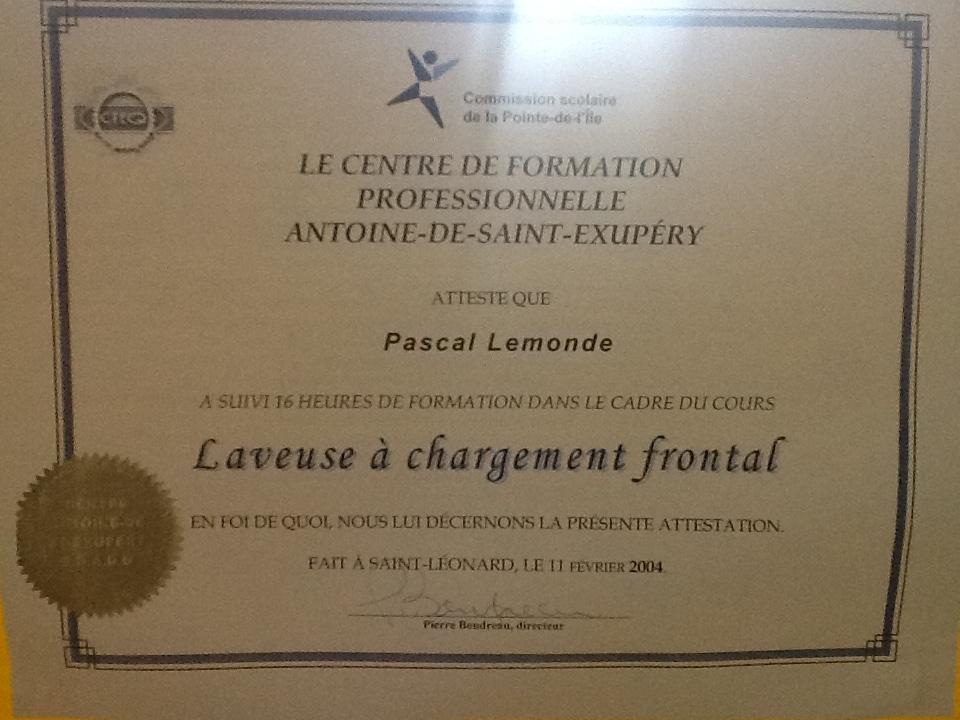 CTEQ
Commission scolaire
de la Pointe-de-l'Île
LE CENTRE DE FORMATION
PROFESSIONNELLE
ANTOINE-DE-SAINT-EXUPÉRY
ATTESTE QUE
Pascal Lemonde
A SUIVI 16 HEURES DE FORMATION DANS LE CADRE DU COURS
Laveuse à chargement frontal
EN FOI DE QUOI, NOUS LUI DÉCERNONS LA PRÉSENTE ATTESTATION.
FAIT À SAINT-LÉONARD, LE 11 FÉVRIER 2004
Pierre Boudreau, directeur
CENTRE